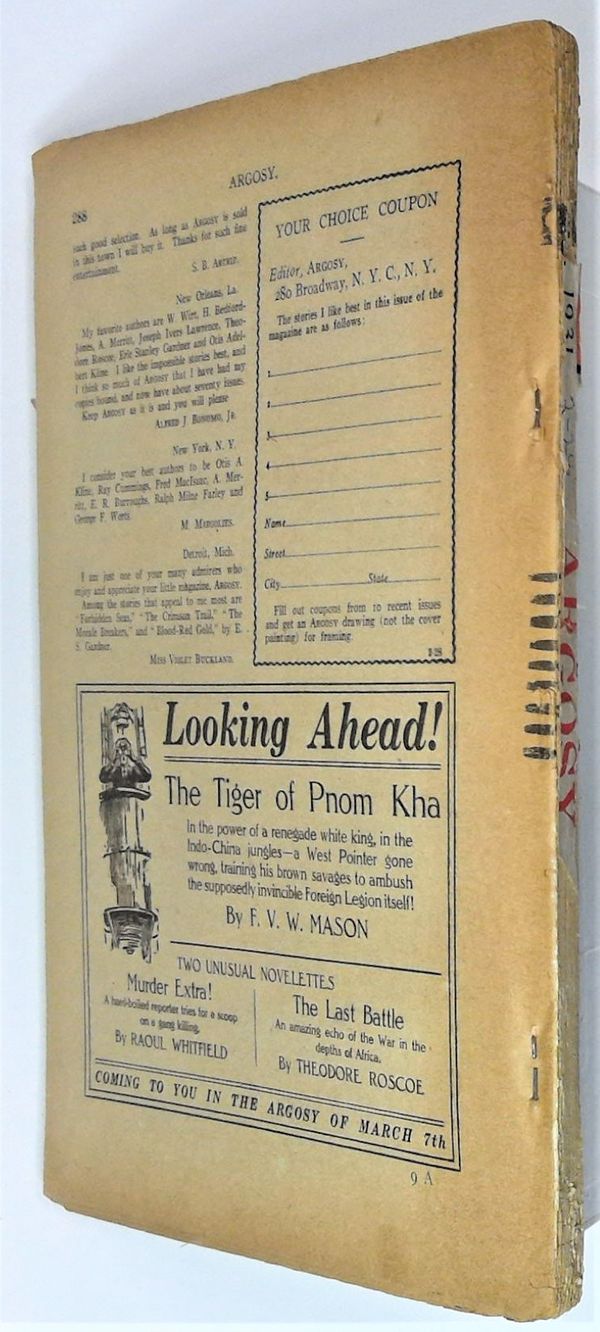 ARGOSY.
288
such good selection. As long as ARGOSY is sold
in this town I will buy it. Thanks for such fine
entertainment.
S. B.
New Orleans, La.
My favorite authors are W. Wirt, H. Bedford-
Jones, A. Merritt, Joseph Ivers Lawrence, Theo-
dore Roscoe, Erle Stanley Gardner and Otis Adel-
bert Kline. I like the impossible stories best, and
I think so much of ARGOSY that I have had my
copies bound, and now have about seventy issues.
Keep ARGOSY as it is and you will please
ALFRED J BONOMO, JR.
New York, N. Y.
I consider your best authors to be Otis A
Kline, Ray Cummings, Fred MacIsaac, A. Mer-
ritt, E. R. Burroughs, Ralph Milne Farley and
George F. Worts.
M. MARGOLIES.
Detroit, Mich.
I am just one of your many admirers who
enjoy and appreciate your little magazine, ARGOSY.
Among the stories that appeal to me most are
"Forbidden Seas," "The Crimson Trail," "The
Morale Breakers," and "Blood-Red Gold," by E.
S. Gardner.
MISS VIOLET BUCKLAND.
YOUR CHOICE COUPON
Editor, ARGOSY,
280 Broadway, N. Y. C., N. Y.
The stories I like best in this issue of the
magazine are as follows:
1
2
3
4
5
Name
Street
City State
Fill out coupons from 10 recent issues
and get an ARGOSY drawing (not the cover
painting) for framing.
2-28
Looking Ahead!
The Tiger of Pnom Kha
In the power of a renegade white king, in the
Indo-China jungles—a West Pointer gone
wrong, training his brown savages to ambush
the supposedly invincible Foreign Legion itself!
By F. V. W. MASON
TWO UNUSUAL NOVELETTES
Murder Extra!
A hard-boiled reporter tries for a scoop
on a gang killing.
By RAOUL WHITFIELD
The Last Battle
An amazing echo of the War in the
depths of Africa.
By THEODORE ROSCOE
COMING TO YOU IN THE ARGOSY OF MARCH 7th
9 A
ARGOSY